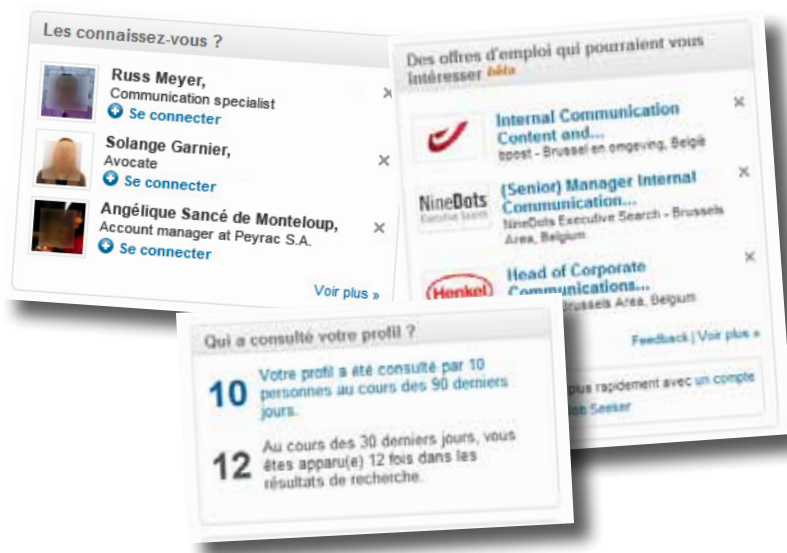 Les connaissez-vous ?
Russ Meyer,
Communication specialist
Se connecter
Solange Garnier,
Avocate
Se connecter
Angélique Sancé de Monteloup,
Account manager at Peyrac S.A.
Se connecter
Voir plus »
Des offres d'emploi qui pourraient vous
intéresser bêta
Internal Communication
Content and...
bpost - Brussel en omgeving, België
NineDots
Executive Search
(Senior) Manager Internal
Communication...
NineDots Executive Search - Brussels
Area, Belgium
Henkel
Head of Corporate
Communications...
Brussels Area, Belgium
Feedback | Voir plus »
plus rapidement avec un compte
Job Seeker
Qui a consulté votre profil ?
10
Votre profil a été consulté par 10
personnes au cours des 90 derniers
jours.
12
Au cours des 30 derniers jours, vous
êtes apparu(e) 12 fois dans les
résultats de recherche.